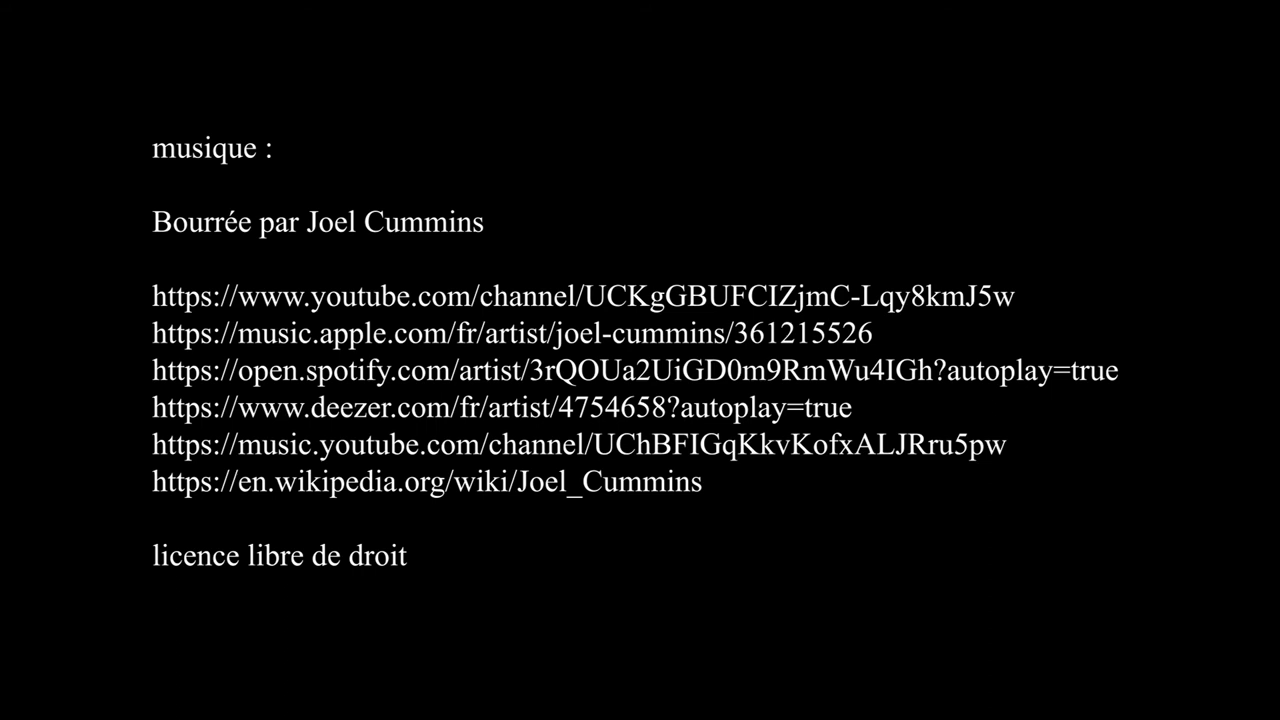 musique :
Bourrée par Joel Cummins
https://www.youtube.com/channel/UCKgGBUFCIZjmC-Lqy8kmJ5w
https://music.apple.com/fr/artist/joel-cummins/361215526
https://open.spotify.com/artist/3rQOUa2UiGD0m9RmWu4IGh?autoplay=true
https://www.deezer.com/fr/artist/4754658?autoplay=true
https://music.youtube.com/channel/UChBFIGqKkvKofxALJRru5pw
https://en.wikipedia.org/wiki/Joel_Cummins
licence libre de droit